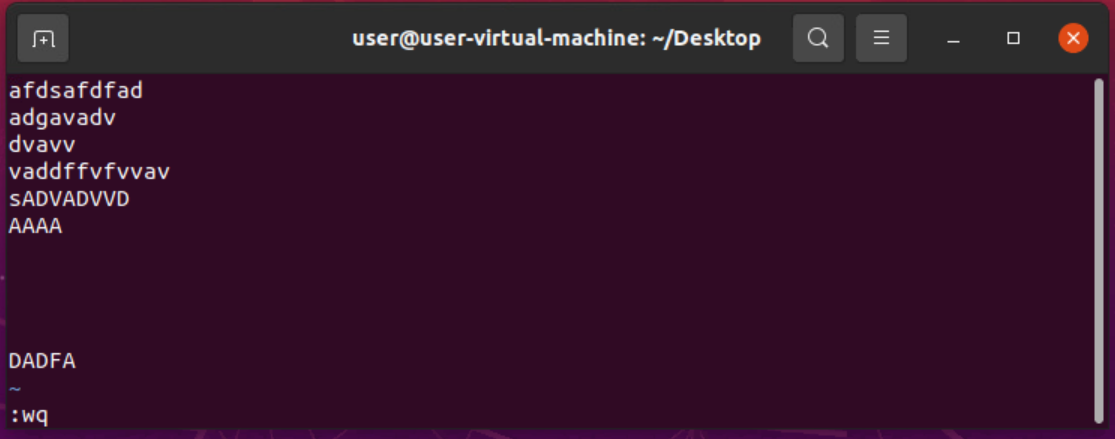 user@user-virtual-machine: ~/Desktop
afdsafdfad
adgavadv
dvavv
vaddffvfvvav
sADVADVVD
AAAA
DADFA
~
:wq